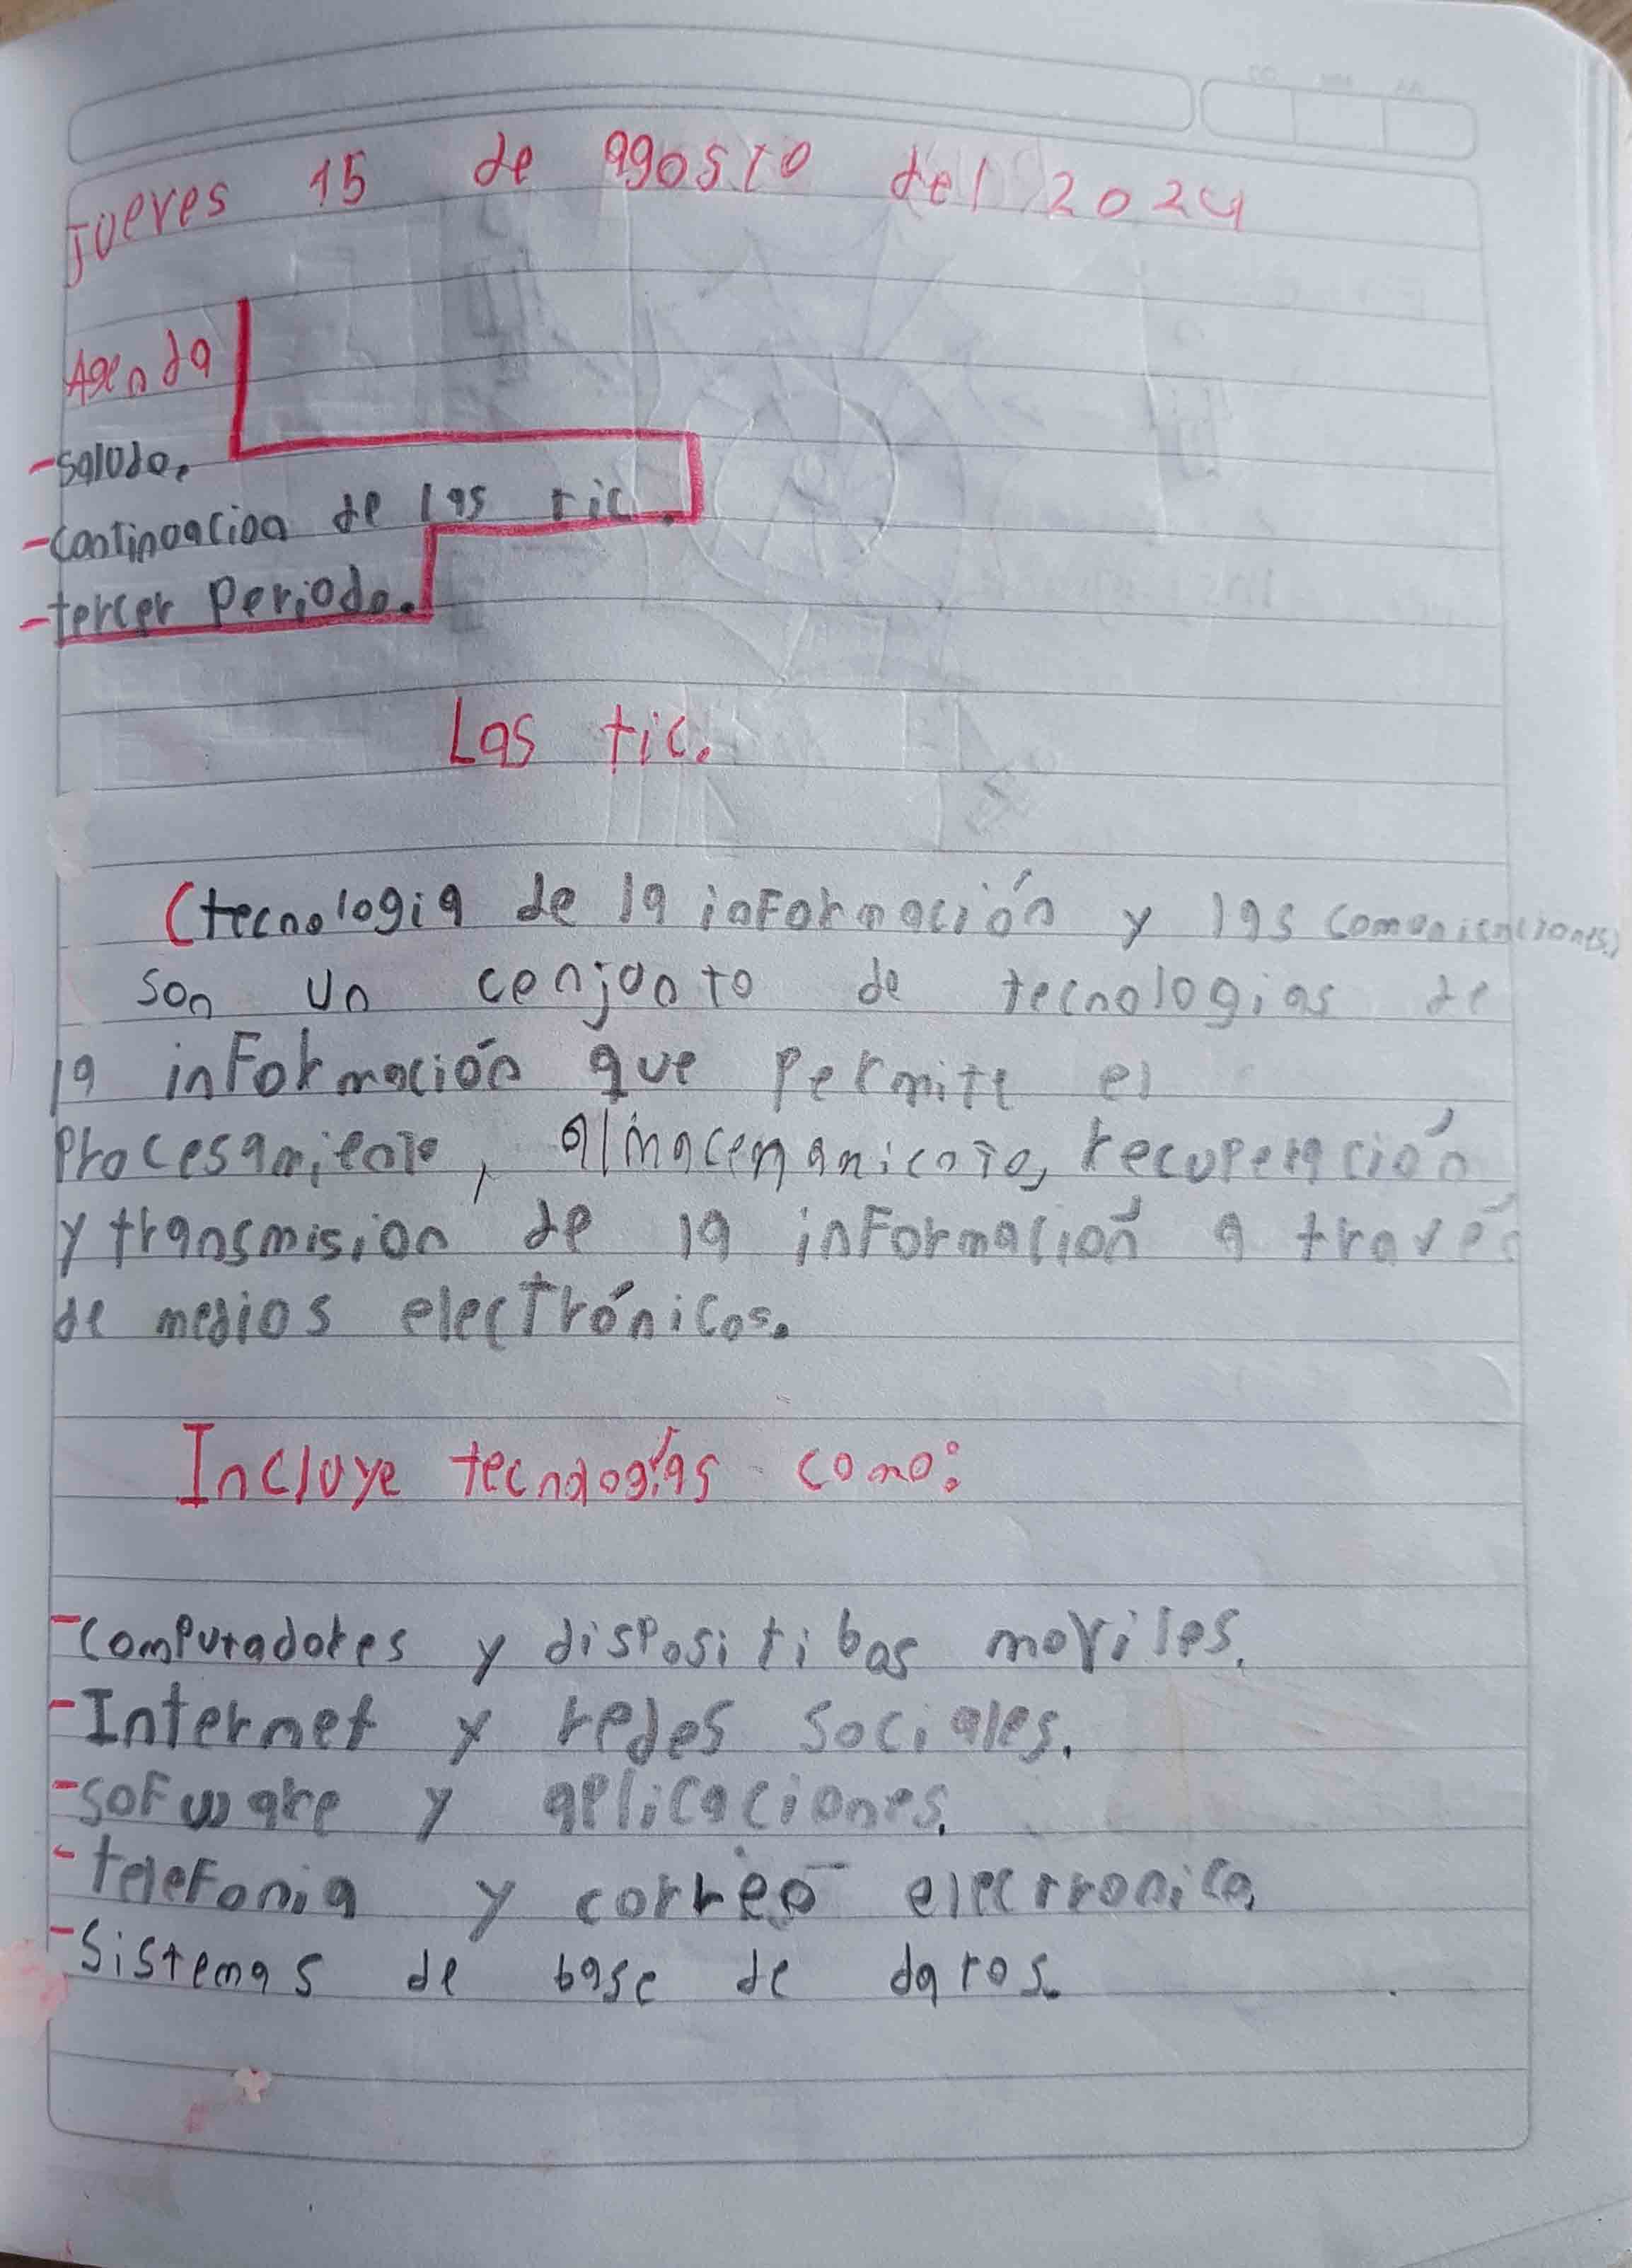 Jueves 15 de agosto del 2024
Agenda
-saludo.
-continuacion de las tic.
-tercer periodo.
Las tic.
(tecnologia de la información y las comunicaciones)
son un conjunto de tecnologias de
la información que permite el
procesamiento, almacenamiento, recuperación
y transmision de la información a través
de medios electrónicos.
Incluye tecnologías como:
-computadores y dispositibos moviles.
-Internet y redes sociales.
-sofware y aplicaciones.
-telefonia y correo electronico
-Sistemas de base de datos.